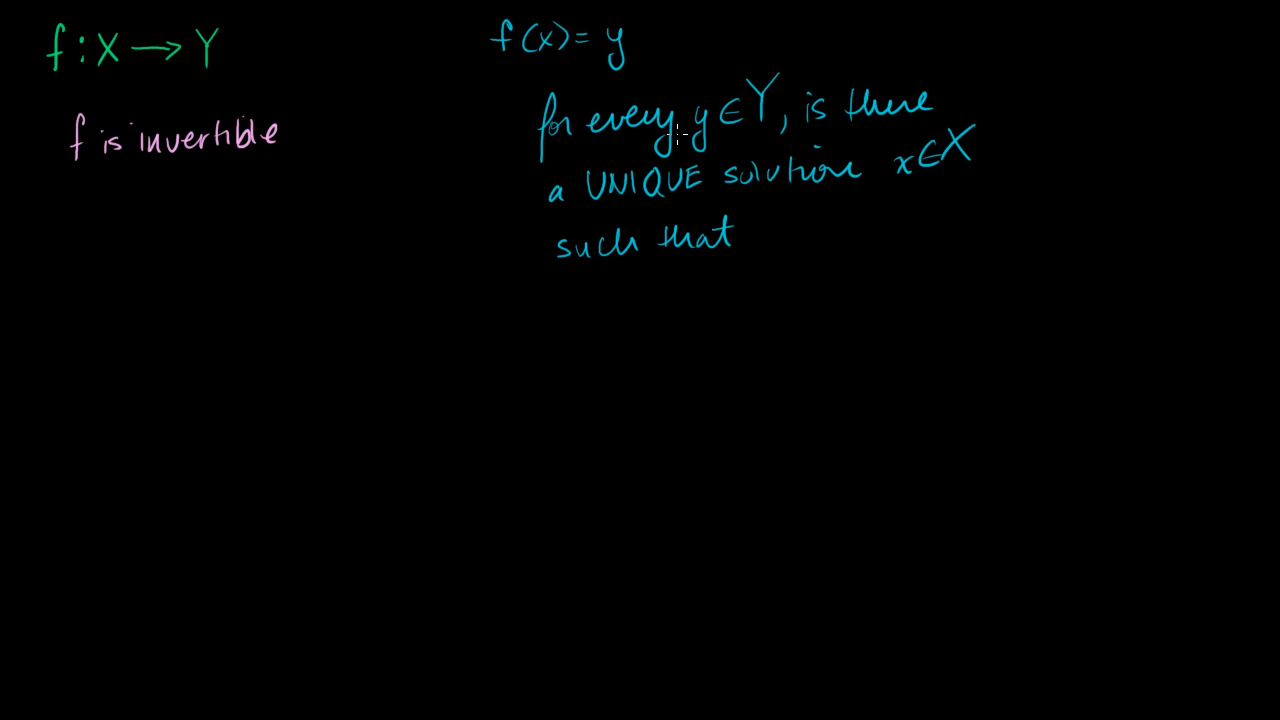 f : X → Y
f is invertible
f(x) = y
for every y ∈ Y, is there
a UNIQUE solution x ∈ X
such that